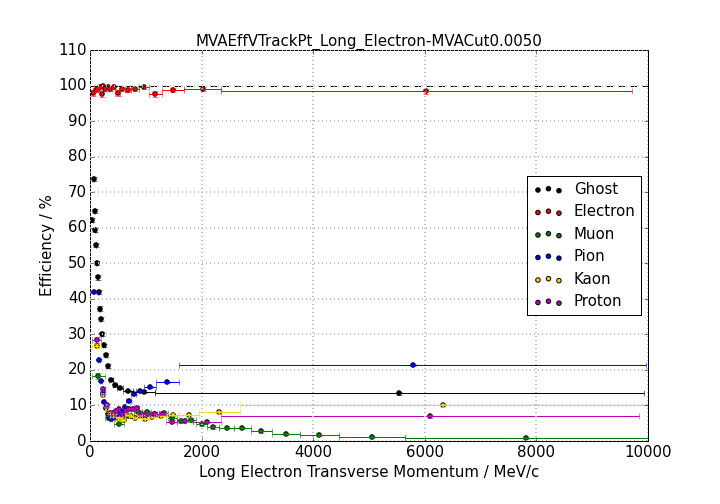 MVAEffVTrackPt_Long_Electron-MVACut0.0050
110
100
90
80
70
60
50
40
30
20
10
0
Efficiency / %
Ghost
Electron
Muon
Pion
Kaon
Proton
0 2000 4000 6000 8000 10000
Long Electron Transverse Momentum / MeV/c